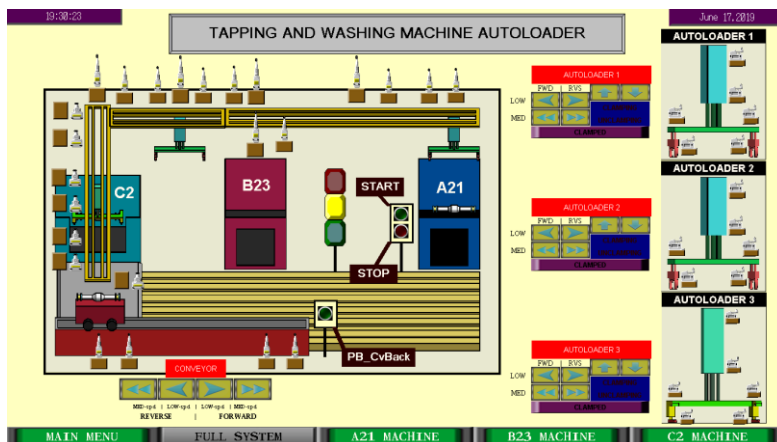 19:30:23
June 17.2019
TAPPING AND WASHING MACHINE AUTOLOADER
C2
B23
A21
START
STOP
PB_CvBack
CONVEYOR
MED-spd | LOW-spd | LOW-spd | MED-spd
REVERSE | FORWARD
AUTOLOADER 1
FWD | RVS
LOW
MED
CLAMPED
AUTOLOADER 2
FWD | RVS
LOW
MED
CLAMPED
AUTOLOADER 3
FWD | RVS
LOW
MED
CLAMPED
AUTOLOADER 1
AUTOLOADER 2
AUTOLOADER 3
MAIN MENU
FULL SYSTEM
A21 MACHINE
B23 MACHINE
C2 MACHINE